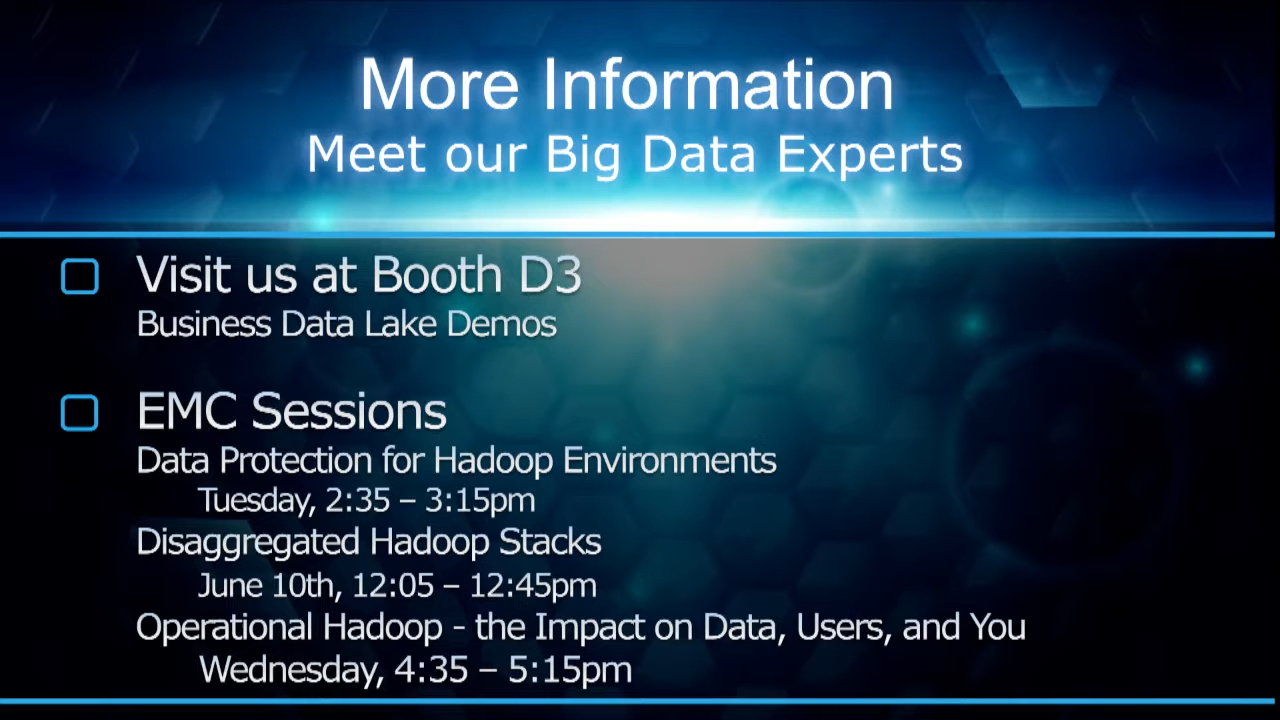 More Information
Meet our Big Data Experts
Visit us at Booth D3
Business Data Lake Demos
EMC Sessions
Data Protection for Hadoop Environments
Tuesday, 2:35 – 3:15pm
Disaggregated Hadoop Stacks
June 10th, 12:05 – 12:45pm
Operational Hadoop - the Impact on Data, Users, and You
Wednesday, 4:35 – 5:15pm